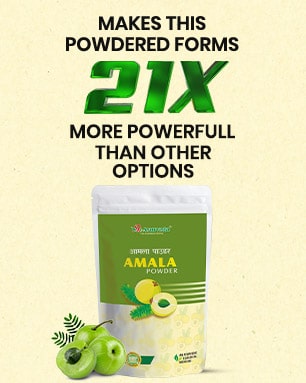 MAKES THIS
POWDERED FORMS
21X
MORE POWERFULL
THAN OTHER
OPTIONS
आमला पाउडर
AMALA
POWDER